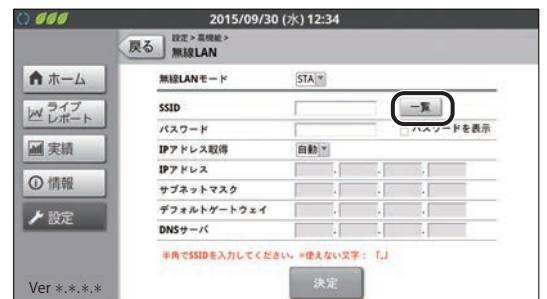 2015/09/30 (水) 12:34
戻る
設定 > 高機能 >
無線LAN
ホーム
ライブ
レポート
実績
情報
設定
Ver *.*.*.*
無線LANモード STA
SSID 一覧
パスワード パスワードを表示
IPアドレス取得 自動
IPアドレス . . .
サブネットマスク . . .
デフォルトゲートウェイ . . .
DNSサーバ . . .
半角でSSIDを入力してください。※使えない文字: 「,」
決定